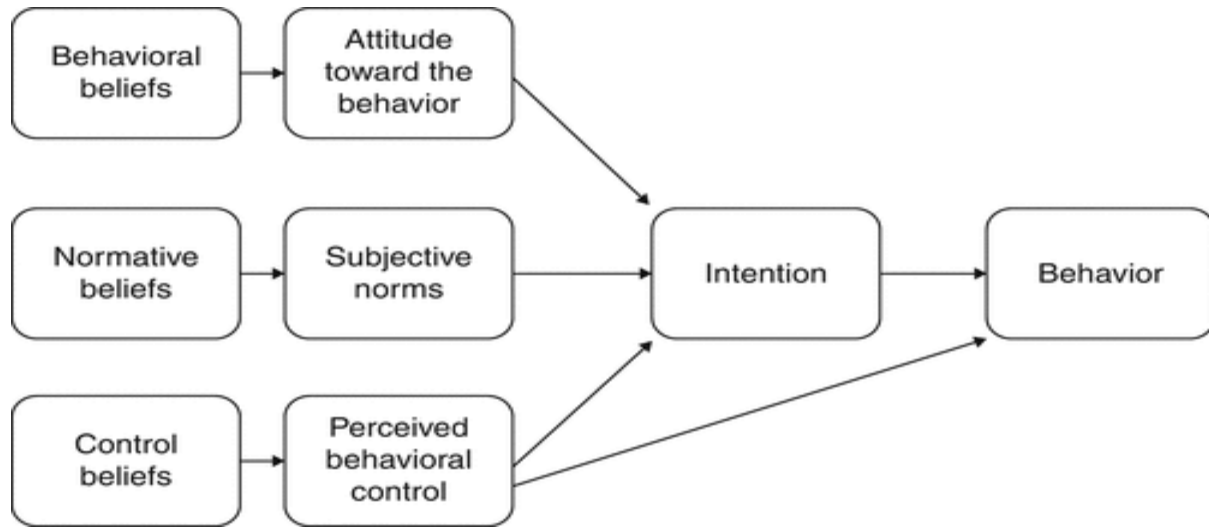 Behavioral
beliefs
Attitude
toward the
behavior
Normative
beliefs
Subjective
norms
Intention
Behavior
Control
beliefs
Perceived
behavioral
control